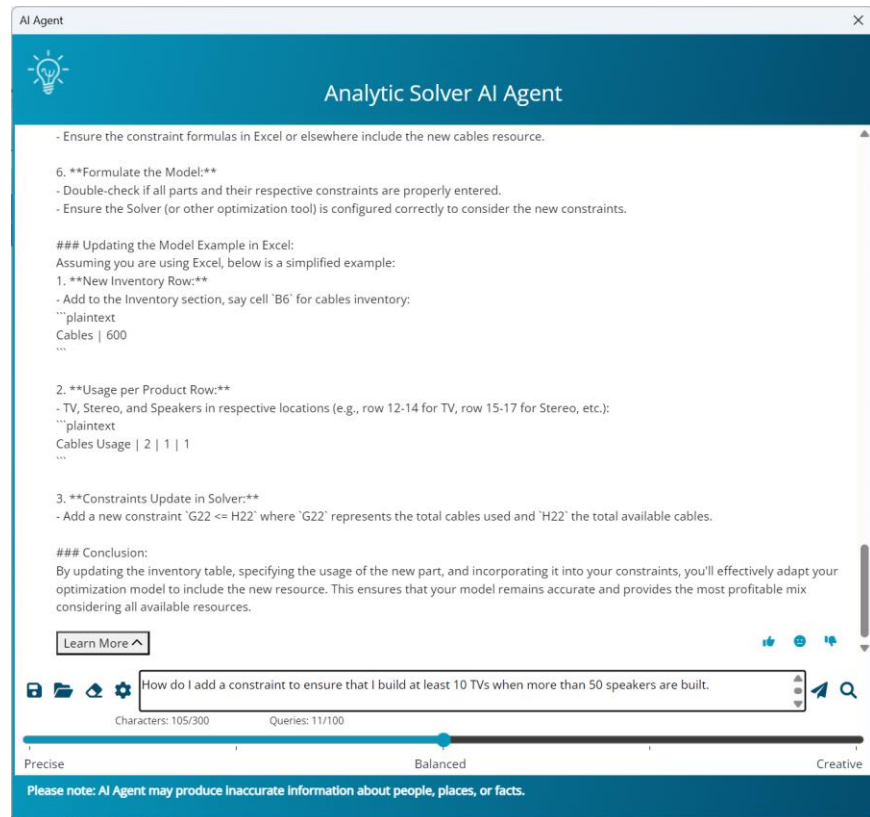 AI Agent
Analytic Solver AI Agent
- Ensure the constraint formulas in Excel or elsewhere include the new cables resource.
6. **Formulate the Model:**
- Double-check if all parts and their respective constraints are properly entered.
- Ensure the Solver (or other optimization tool) is configured correctly to consider the new constraints.
### Updating the Model Example in Excel:
Assuming you are using Excel, below is a simplified example:
1. **New Inventory Row:**
- Add to the Inventory section, say cell `B6` for cables inventory:
```plaintext
Cables | 600
```
2. **Usage per Product Row:**
- TV, Stereo, and Speakers in respective locations (e.g., row 12-14 for TV, row 15-17 for Stereo, etc.):
```plaintext
Cables Usage | 2 | 1 | 1
```
3. **Constraints Update in Solver:**
- Add a new constraint `G22 <= H22` where `G22` represents the total cables used and `H22` the total available cables.
### Conclusion:
By updating the inventory table, specifying the usage of the new part, and incorporating it into your constraints, you'll effectively adapt your
optimization model to include the new resource. This ensures that your model remains accurate and provides the most profitable mix
considering all available resources.
Learn More
How do I add a constraint to ensure that I build at least 10 TVs when more than 50 speakers are built.
Characters: 105/300 Queries: 11/100
Precise Balanced Creative
Please note: AI Agent may produce inaccurate information about people, places, or facts.